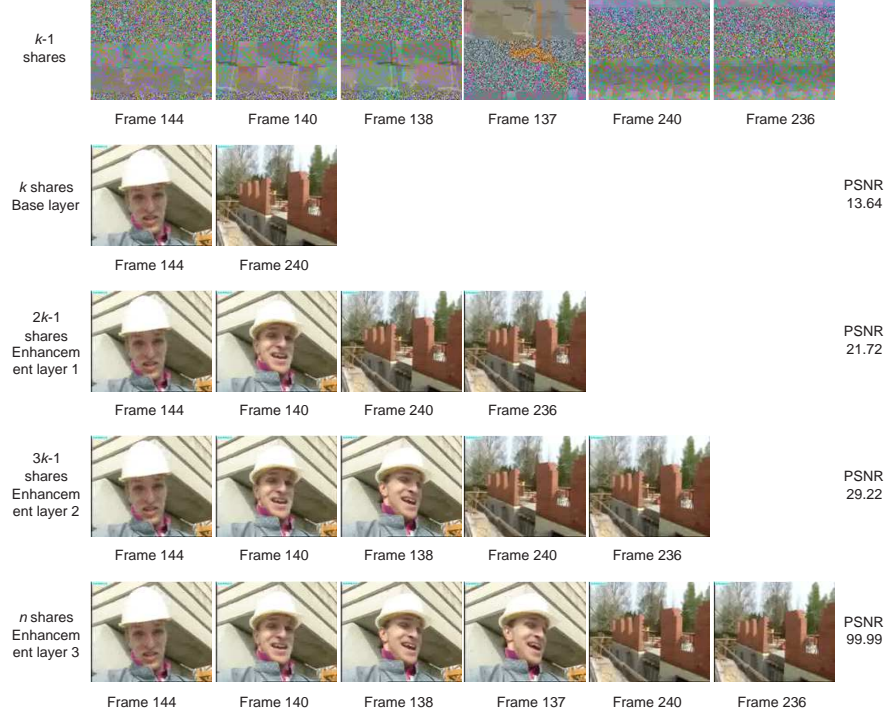 k-1
shares
Frame 144 Frame 140 Frame 138 Frame 137 Frame 240 Frame 236
k shares
Base layer
PSNR
13.64
Frame 144 Frame 240
2k-1
shares
Enhancem
ent layer 1
PSNR
21.72
Frame 144 Frame 140 Frame 240 Frame 236
3k-1
shares
Enhancem
ent layer 2
PSNR
29.22
Frame 144 Frame 140 Frame 138 Frame 240 Frame 236
n shares
Enhancem
ent layer 3
PSNR
99.99
Frame 144 Frame 140 Frame 138 Frame 137 Frame 240 Frame 236